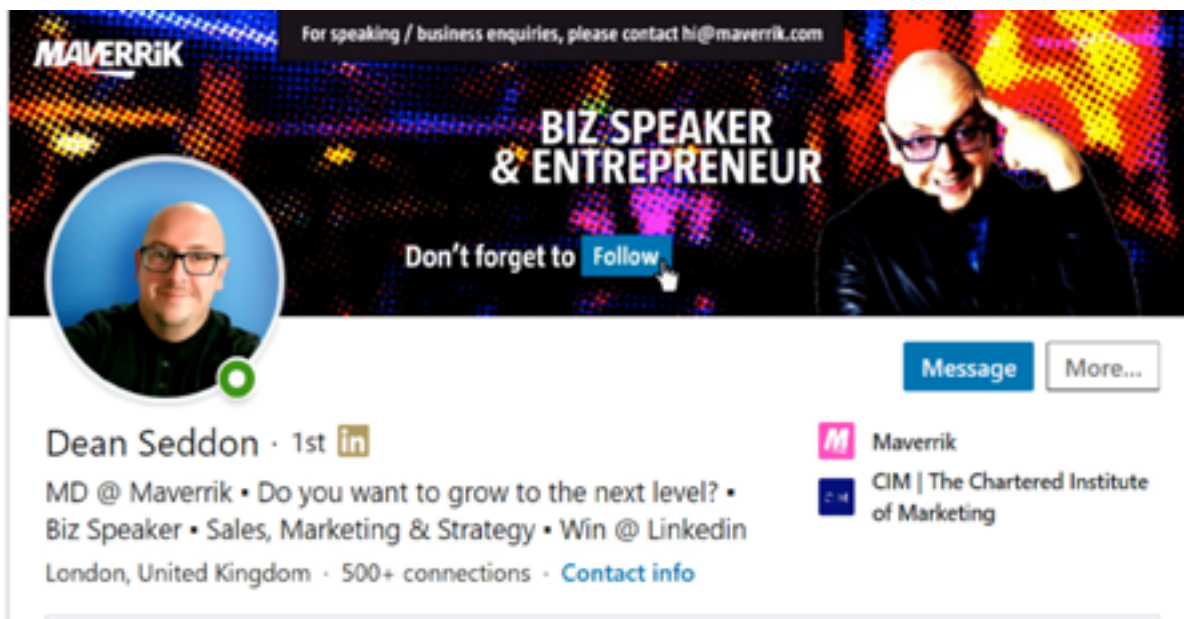 For speaking / business enquiries, please contact hi@maverrik.com
MAVERRiK
BIZ SPEAKER
& ENTREPRENEUR
Don't forget to Follow
Message
More...
Dean Seddon · 1st in
MD @ Maverrik ▪ Do you want to grow to the next level? ▪
Biz Speaker ▪ Sales, Marketing & Strategy ▪ Win @ Linkedin
London, United Kingdom · 500+ connections · Contact info
M Maverrik
CIM CIM | The Chartered Institute
of Marketing